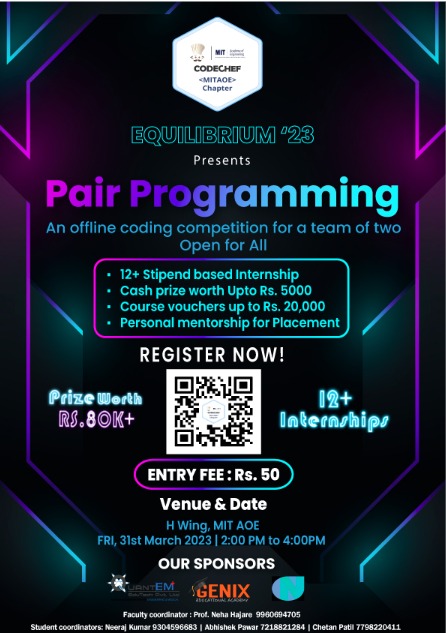 MIT Academy of Engineering
CODECHEF
<MITAOE>
Chapter
EQUILIBRIUM ‘23
Presents
Pair Programming
An offline coding competition for a team of two
Open for All
• 12+ Stipend based Internship
• Cash prize worth Upto Rs. 5000
• Course vouchers up to Rs. 20,000
• Personal mentorship for Placement
REGISTER NOW!
Prize Worth
RS.80K+
12+
Internships
ENTRY FEE : Rs. 50
Venue & Date
H Wing, MIT AOE
FRI, 31st March 2023 | 2:00 PM to 4:00PM
OUR SPONSORS
GENIX
Faculty coordinator : Prof. Neha Hajare 9960694705
Student coordinators: Neeraj Kumar 9304596683 | Abhishek Pawar 7218821284 | Chetan Patil 7798220411